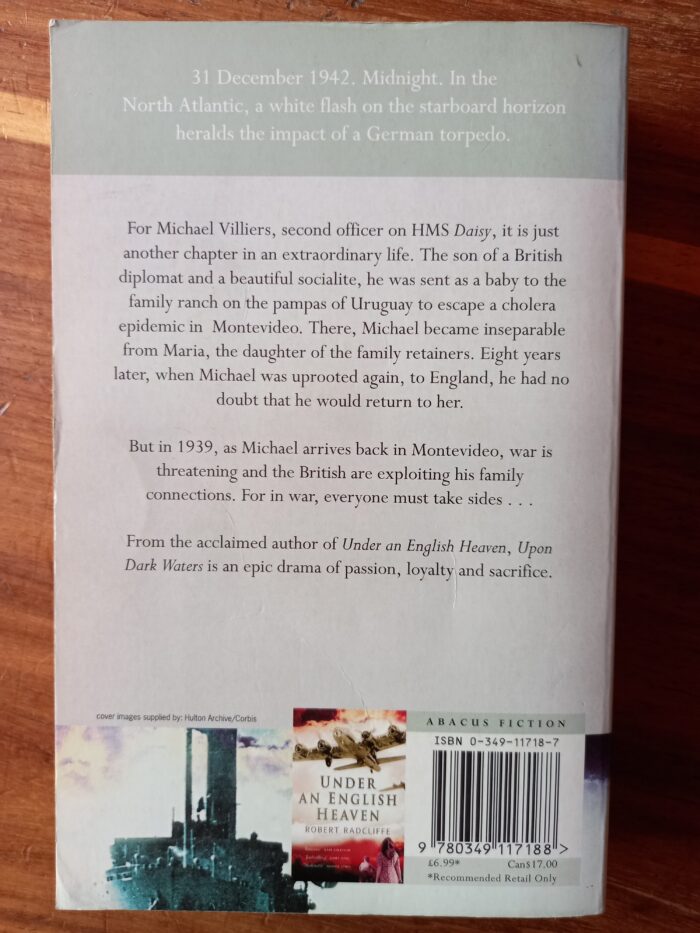 31 December 1942. Midnight. In the
North Atlantic, a white flash on the starboard horizon
heralds the impact of a German torpedo.
For Michael Villiers, second officer on HMS Daisy, it is just
another chapter in an extraordinary life. The son of a British
diplomat and a beautiful socialite, he was sent as a baby to the
family ranch on the pampas of Uruguay to escape a cholera
epidemic in Montevideo. There, Michael became inseparable
from Maria, the daughter of the family retainers. Eight years
later, when Michael was uprooted again, to England, he had no
doubt that he would return to her.
But in 1939, as Michael arrives back in Montevideo, war is
threatening and the British are exploiting his family
connections. For in war, everyone must take sides . . .
From the acclaimed author of Under an English Heaven, Upon
Dark Waters is an epic drama of passion, loyalty and sacrifice.
cover images supplied by: Hulton Archive/Corbis
UNDER
AN ENGLISH
HEAVEN
ROBERT RADCLIFFE
ABACUS FICTION
ISBN 0-349-11718-7
9 780349 117188 >
£6.99* Can$17.00
*Recommended Retail Only